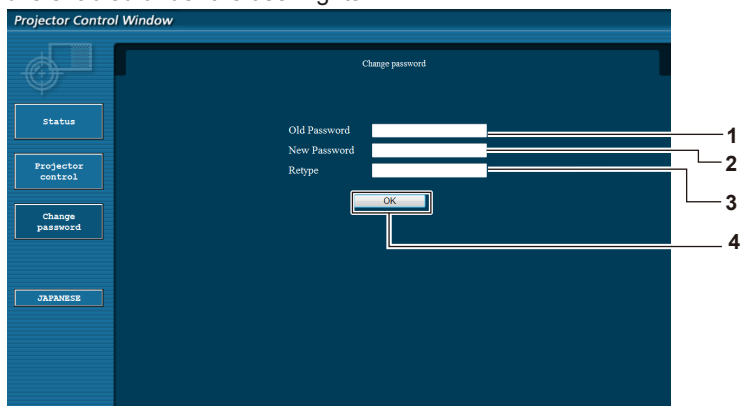 Projector Control Window
Change password
Status
Projector
control
Change
password
JAPANESE
Old Password
New Password
Retype
OK
1
2
3
4